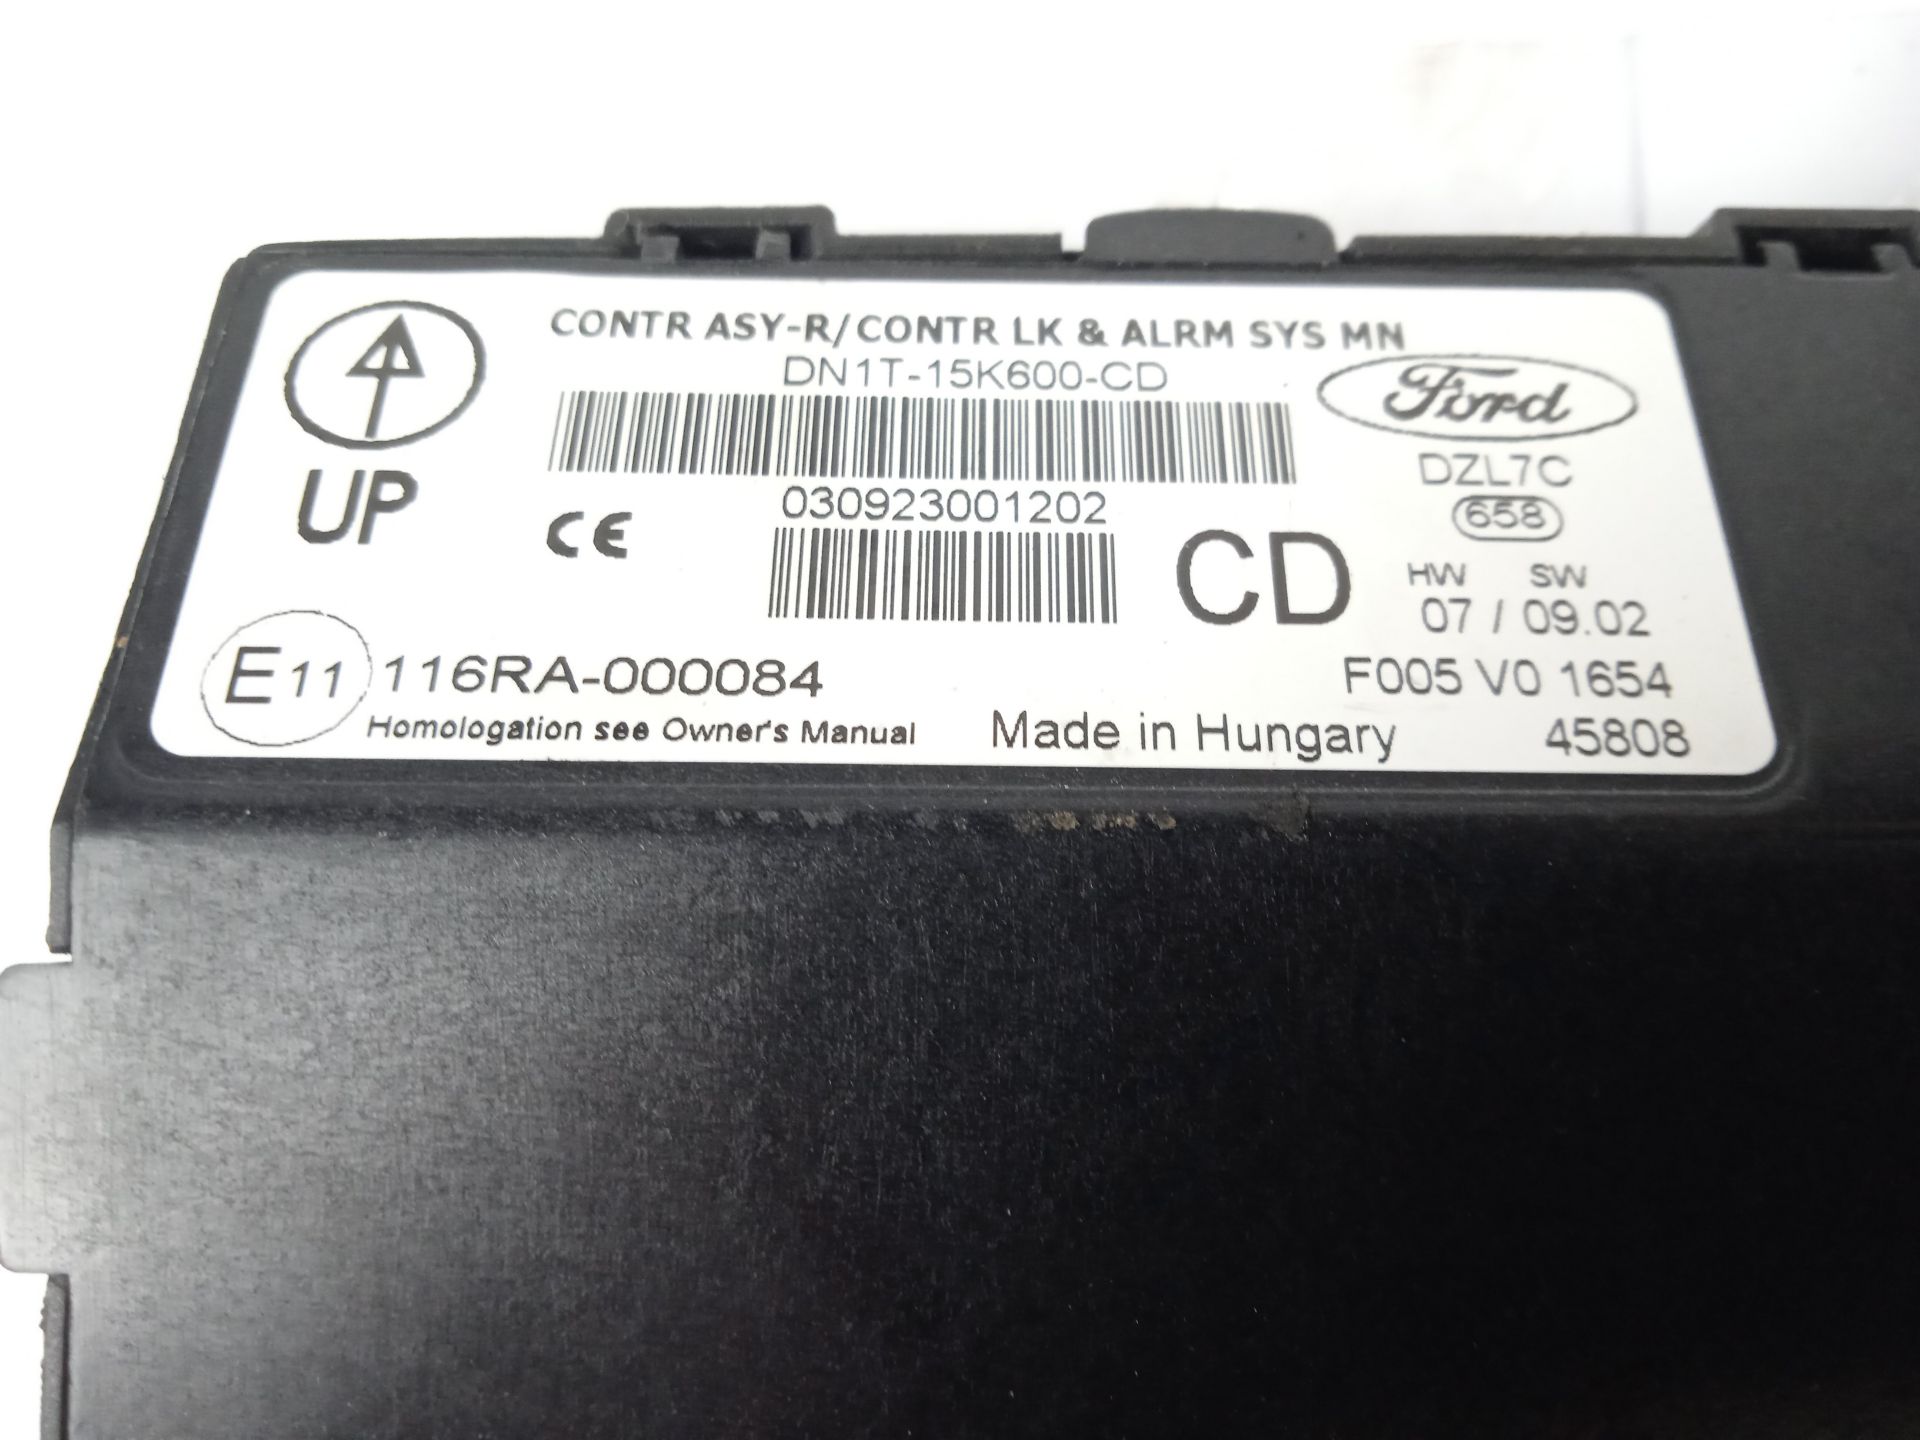 CONTR ASY-R/CONTR LK & ALRM SYS MN
DN1T-15K600-CD
Ford
UP
DZL7C
030923001202
658
CE
CD
HW SW
07 / 09.02
E11 116RA-000084
F005 V0 1654
Homologation see Owner's Manual
Made in Hungary
45808